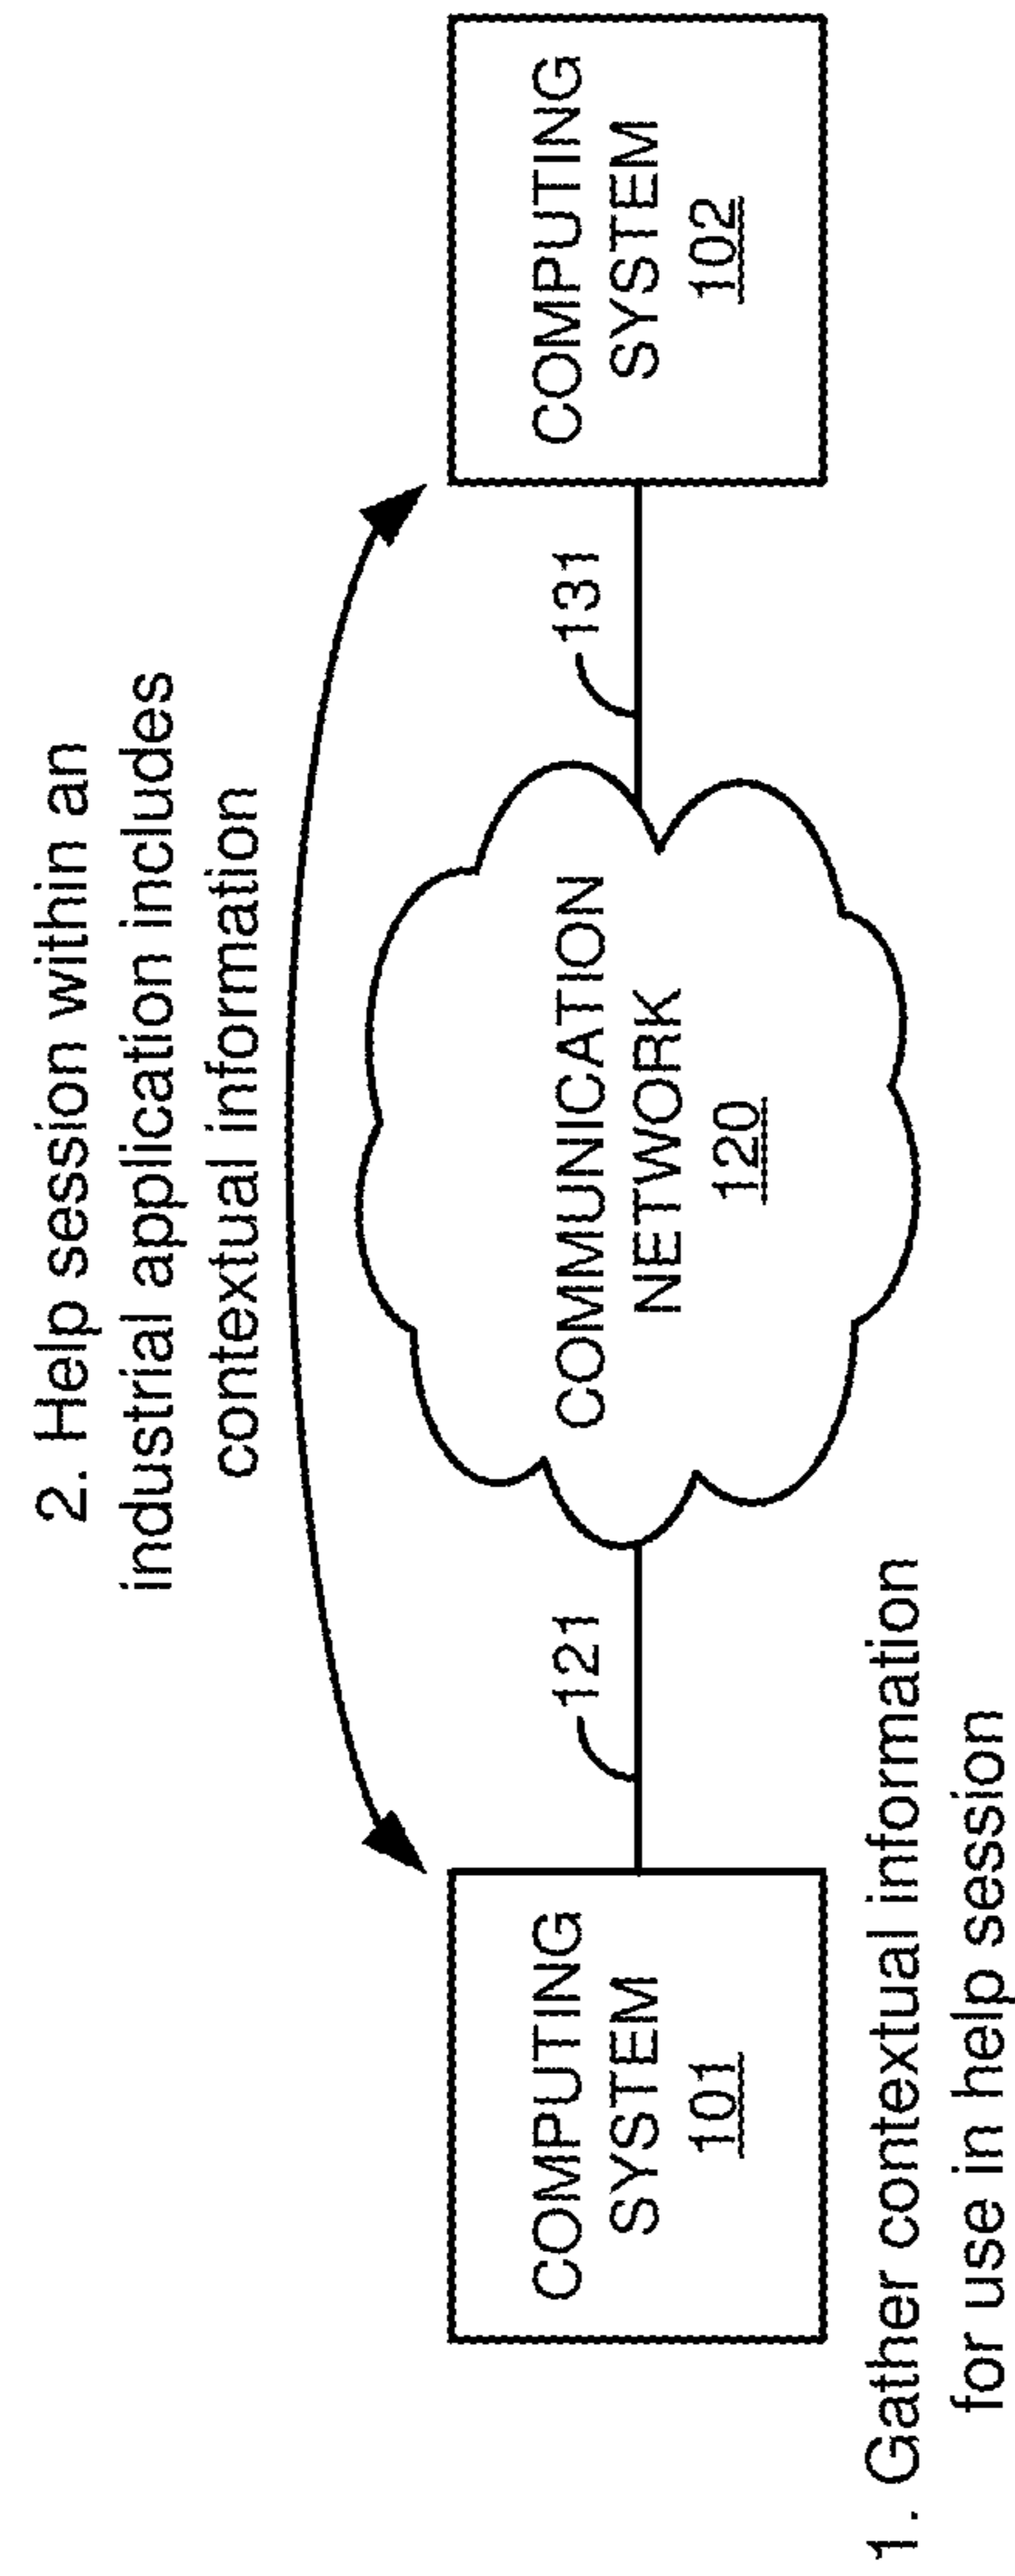 2. Help session within an
industrial application includes
contextual information
COMPUTING
SYSTEM
101
121
COMMUNICATION
NETWORK
120
131
COMPUTING
SYSTEM
102
1. Gather contextual information
for use in help session